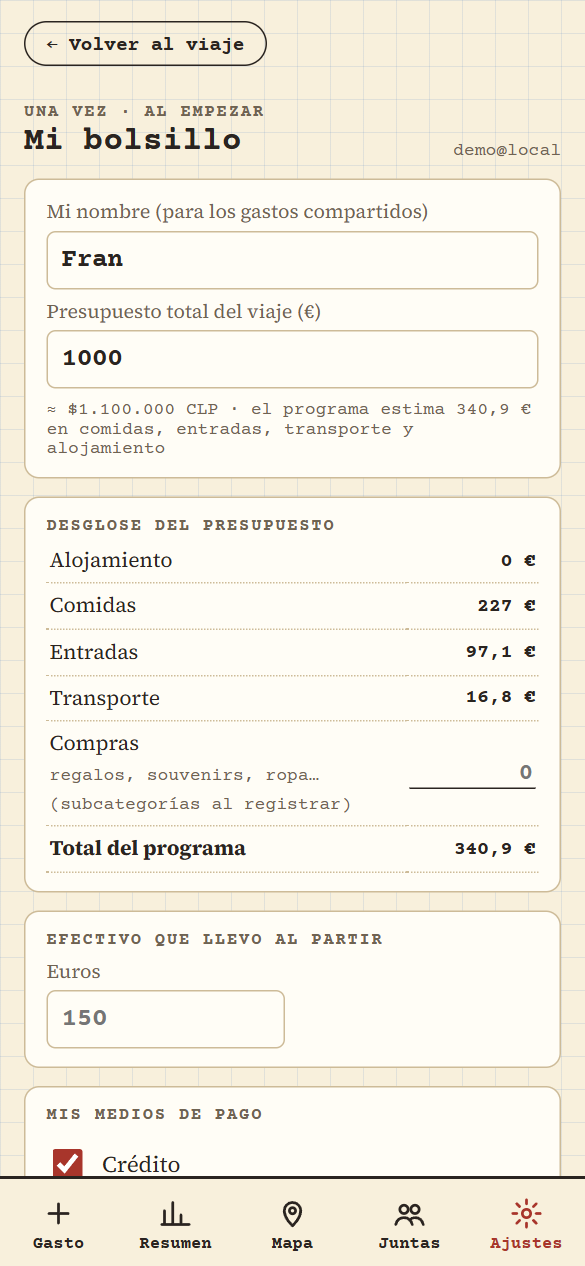 ← Volver al viaje
UNA VEZ · AL EMPEZAR
Mi bolsillo
demo@local
Mi nombre (para los gastos compartidos)
Fran
Presupuesto total del viaje (€)
1000
≈ $1.100.000 CLP · el programa estima 340,9 €
en comidas, entradas, transporte y
alojamiento
DESGLOSE DEL PRESUPUESTO
Alojamiento 0 €
Comidas 227 €
Entradas 97,1 €
Transporte 16,8 €
Compras
regalos, souvenirs, ropa… 0
(subcategorías al registrar)
Total del programa 340,9 €
EFECTIVO QUE LLEVO AL PARTIR
Euros
150
MIS MEDIOS DE PAGO
Crédito
Gasto Resumen Mapa Juntas Ajustes